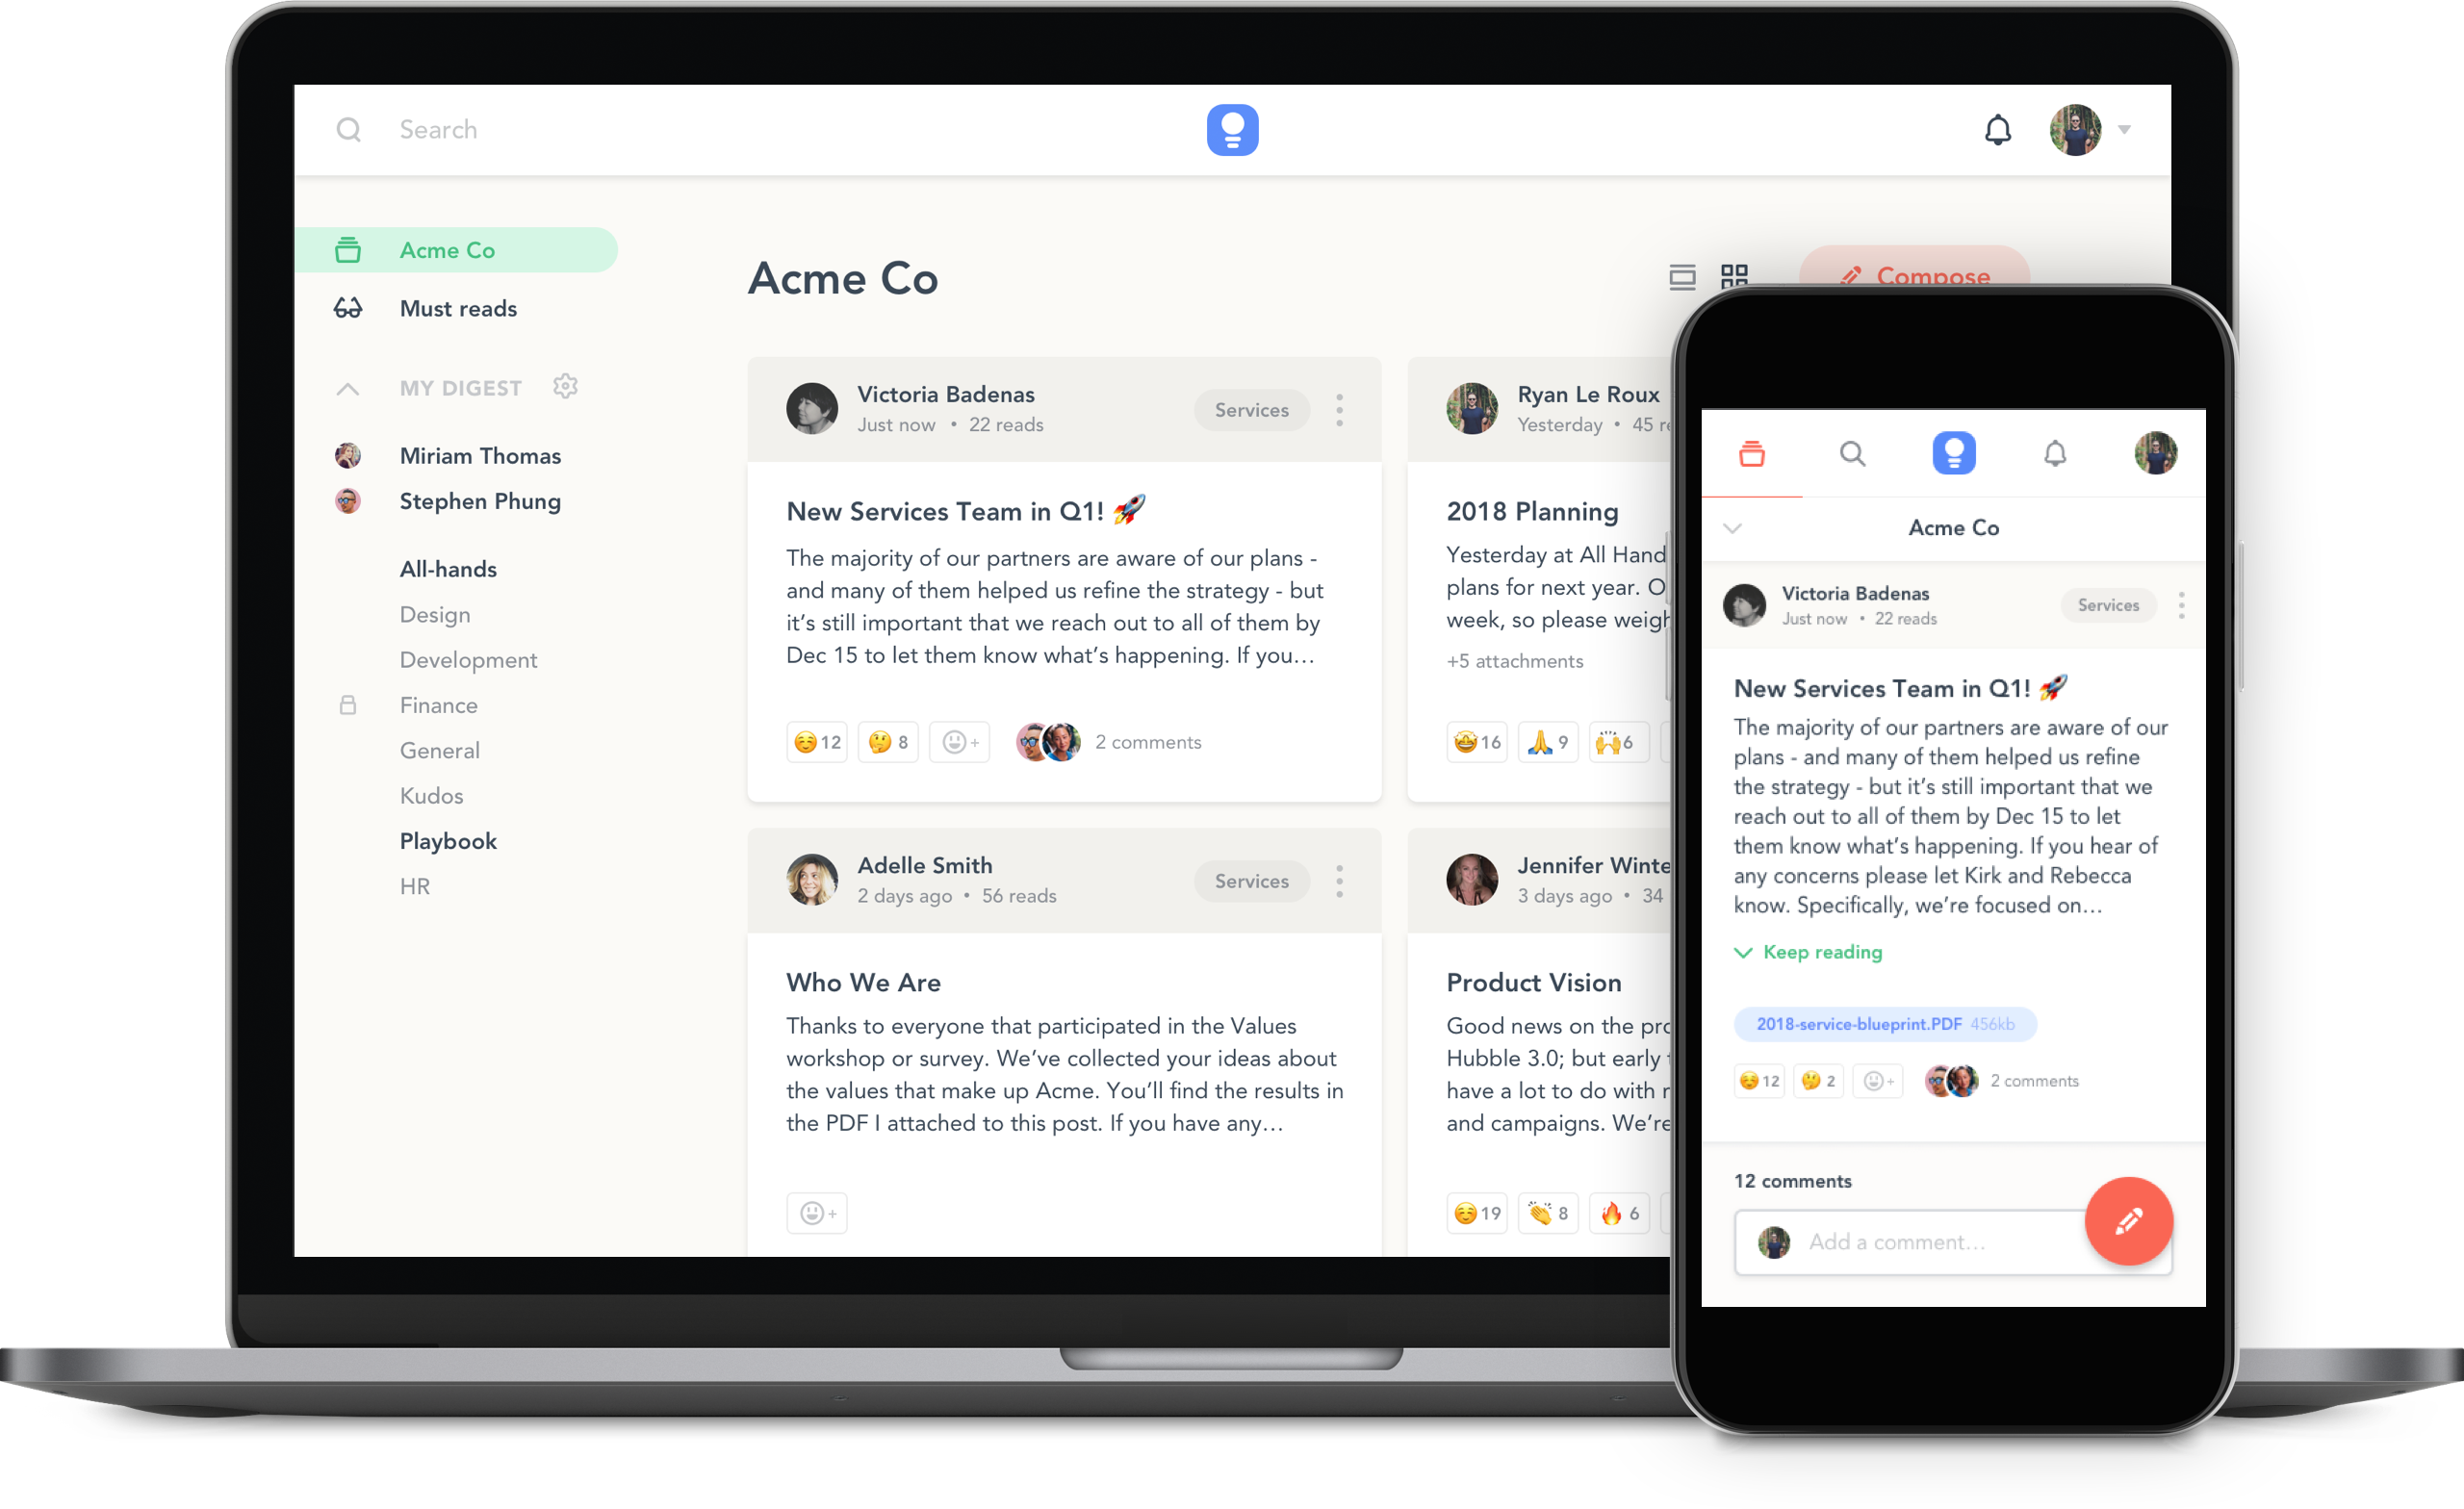 Search
Acme Co
Must reads
MY DIGEST
Miriam Thomas
Stephen Phung
All-hands
Design
Development
Finance
General
Kudos
Playbook
HR
Acme Co
Compose
Victoria Badenas
Just now • 22 reads
Services
New Services Team in Q1! 🚀
The majority of our partners are aware of our plans -
and many of them helped us refine the strategy - but
it's still important that we reach out to all of them by
Dec 15 to let them know what's happening. If you...
12
8
+
2 comments
Ryan Le Roux
Yesterday • 45
2018 Planning
Yesterday at All Hand
plans for next year. O
week, so please weigh
+5 attachments
16
9
6
Adelle Smith
2 days ago • 56 reads
Services
Who We Are
Thanks to everyone that participated in the Values
workshop or survey. We've collected your ideas about
the values that make up Acme. You'll find the results in
the PDF I attached to this post. If you have any...
+
Jennifer Winte
3 days ago • 34
Product Vision
Good news on the pro
Hubble 3.0; but early
have a lot to do with
and campaigns. We're
19
8
6
Acme Co
Victoria Badenas
Just now • 22 reads
Services
New Services Team in Q1! 🚀
The majority of our partners are aware of our
plans - and many of them helped us refine
the strategy - but it's still important that we
reach out to all of them by Dec 15 to let
them know what's happening. If you hear of
any concerns please let Kirk and Rebecca
know. Specifically, we're focused on...
Keep reading
2018-service-blueprint.PDF 456kb
12
2
+
2 comments
12 comments
Add a comment...